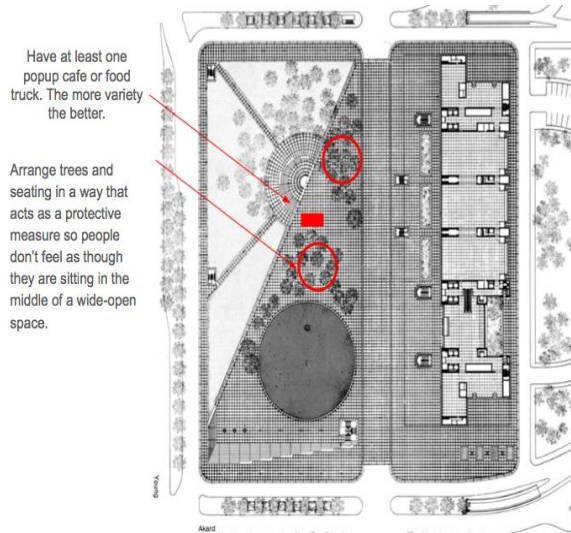 Have at least one
popup cafe or food
truck. The more variety
the better.
Arrange trees and
seating in a way that
acts as a protective
measure so people
don't feel as though
they are sitting in the
middle of a wide-open
space.
Young
Akard